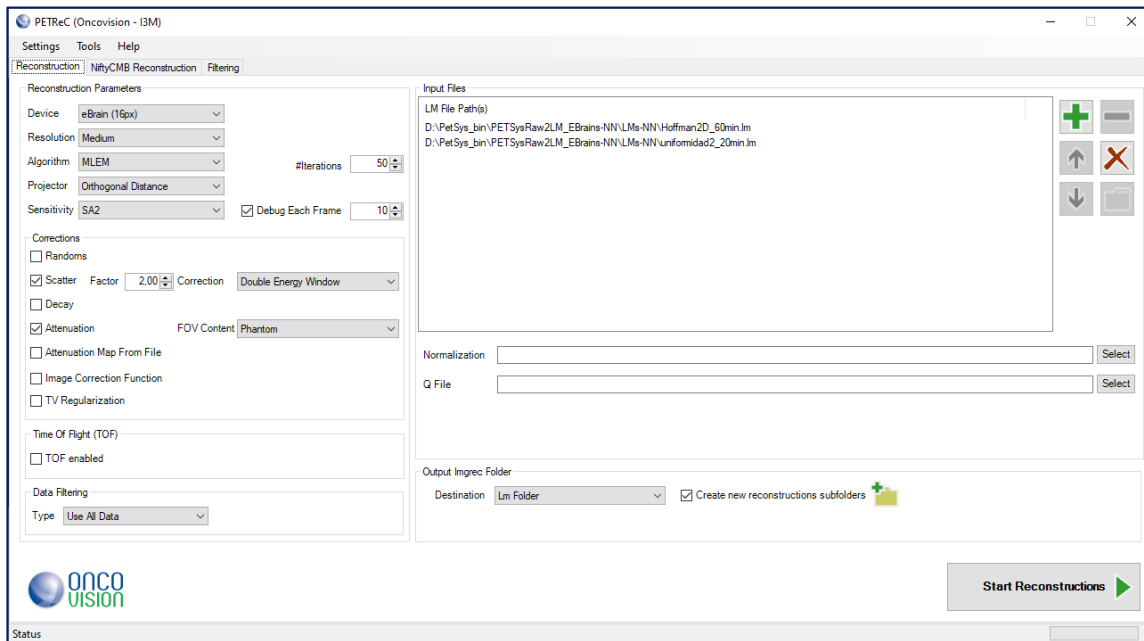 PETReC (Oncovision - I3M)
Settings Tools Help
Reconstruction NiftyCMB Reconstruction Filtering
Reconstruction Parameters
Device eBrain (16px)
Resolution Medium
Algorithm MLEM #Iterations 50
Projector Orthogonal Distance
Sensitivity SA2 Debug Each Frame 10
Corrections
Randoms
Scatter Factor 2,00 Correction Double Energy Window
Decay
Attenuation FOV Content Phantom
Attenuation Map From File
Image Correction Function
TV Regularization
Time Of Flight (TOF)
TOF enabled
Data Filtering
Type Use All Data
Input Files
LM File Path(s)
D:\PetSys_bin\PETSysRaw2LM_EBrains-NN\LMs-NN\Hoffman2D_60min.lm
D:\PetSys_bin\PETSysRaw2LM_EBrains-NN\LMs-NN\uniformidad2_20min.lm
Normalization Select
Q File Select
Output Imgrec Folder
Destination Lm Folder Create new reconstructions subfolders
ONCO
VISION
Start Reconstructions
Status